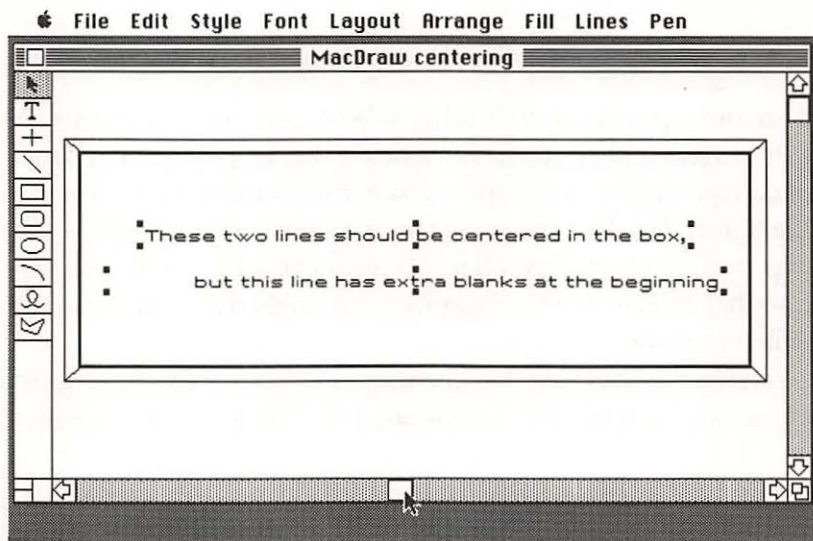 File Edit Style Font Layout Arrange Fill Lines Pen
MacDraw centering
T
These two lines should be centered in the box,
but this line has extra blanks at the beginning